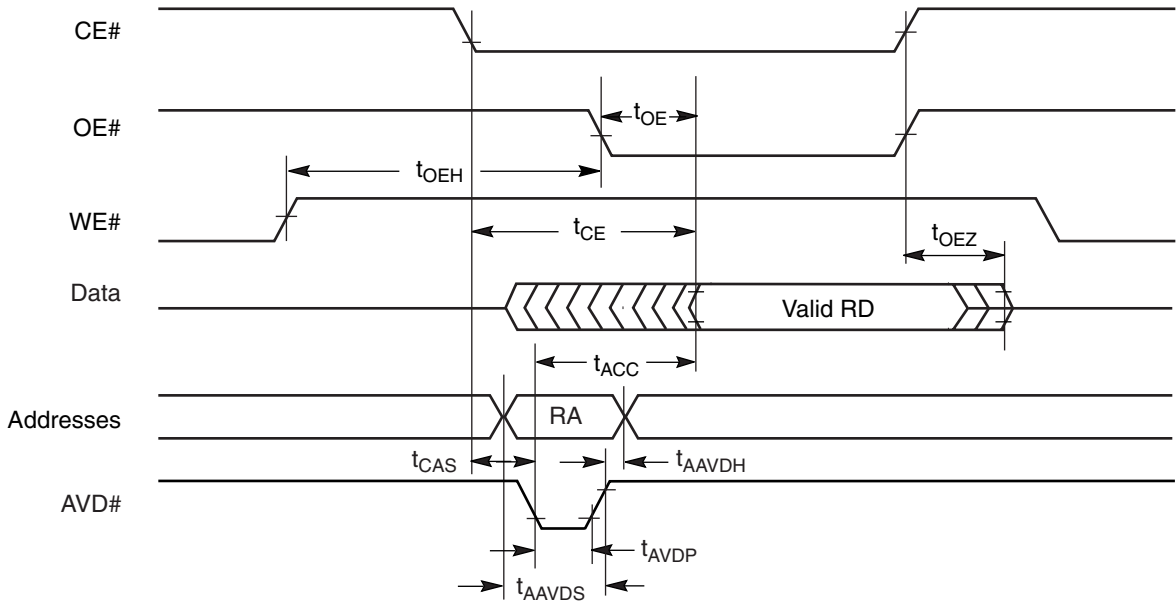 CE#
OE#
tOE
tOEH
WE#
tCE
tOEZ
Data
Valid RD
tACC
Addresses
RA
tCAS
tAAVDH
AVD#
tAVDP
tAAVDS